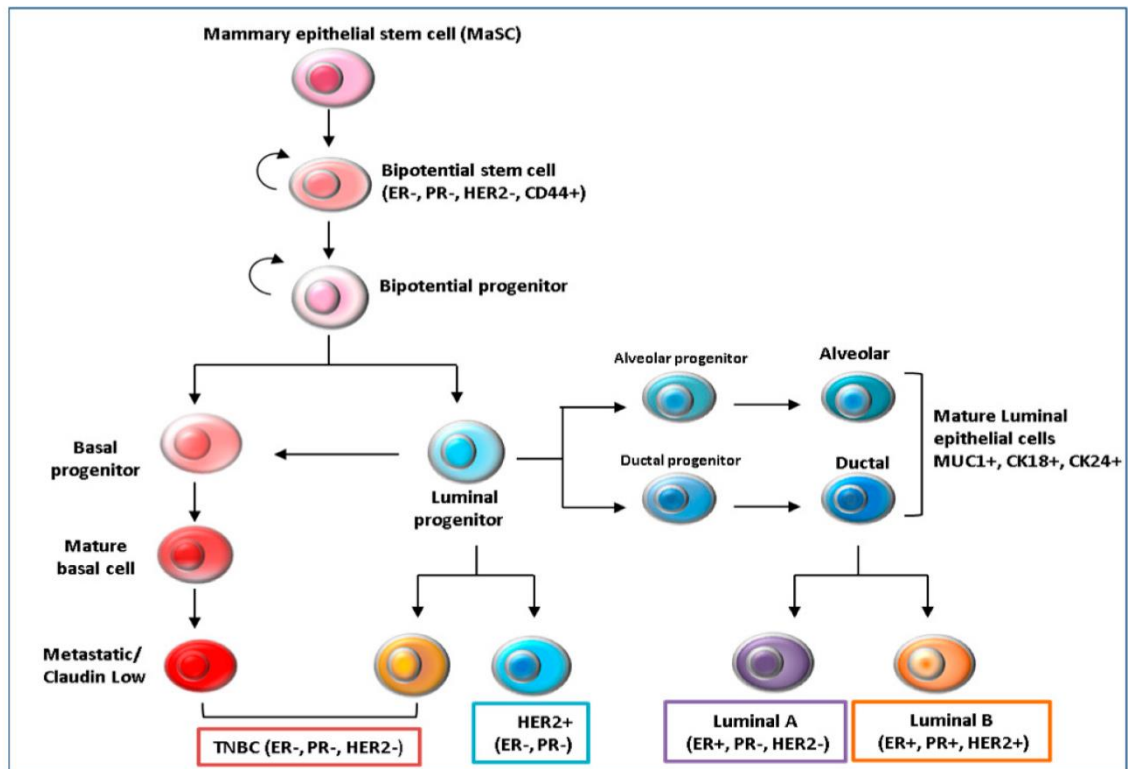 Mammary epithelial stem cell (MaSC)
Bipotential stem cell
(ER-, PR-, HER2-, CD44+)
Bipotential progenitor
Alveolar progenitor
Alveolar
Mature Luminal
epithelial cells
MUC1+, CK18+, CK24+
Basal
progenitor
Luminal
progenitor
Ductal progenitor
Ductal
Mature
basal cell
Metastatic/
Claudin Low
TNBC (ER-, PR-, HER2-)
HER2+
(ER-, PR-)
Luminal A
(ER+, PR-, HER2-)
Luminal B
(ER+, PR+, HER2+)